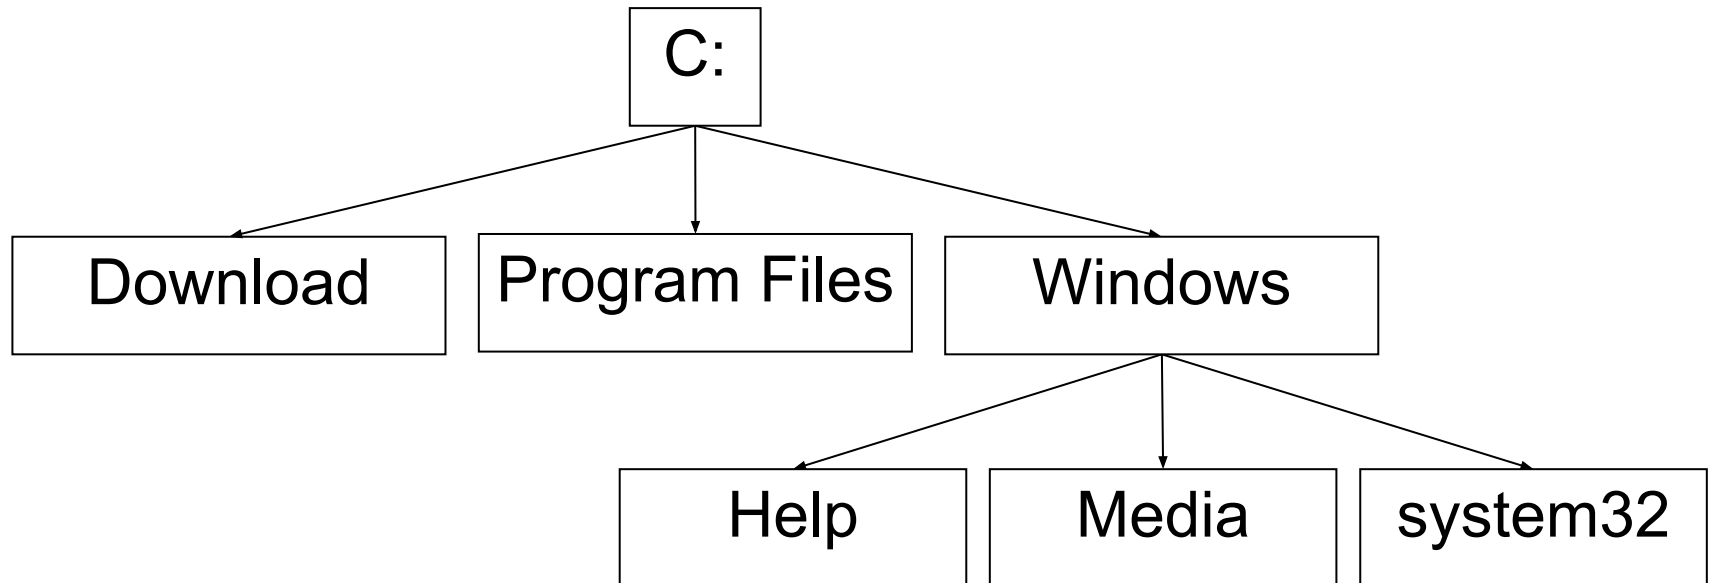 C:
Download
Program Files
Windows
Help
Media
system32